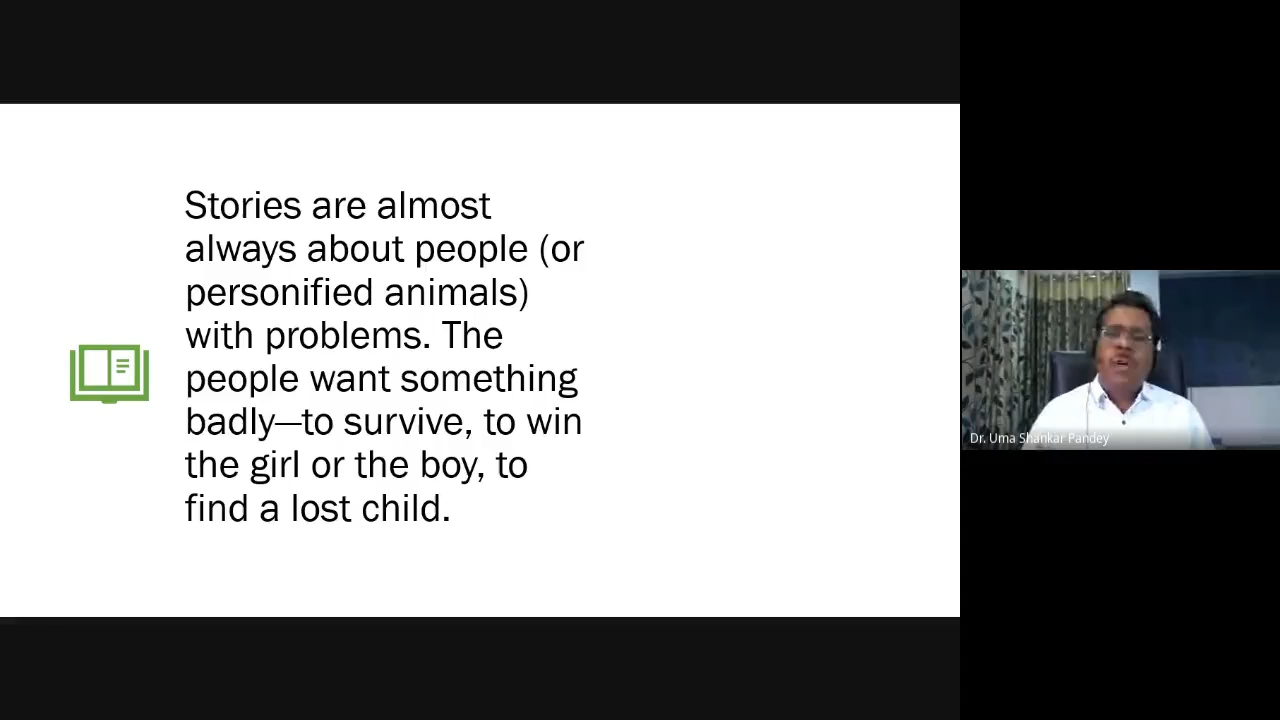 Stories are almost
always about people (or
personified animals)
with problems. The
people want something
badly—to survive, to win
the girl or the boy, to
find a lost child.
Dr. Uma Shankar Pandey